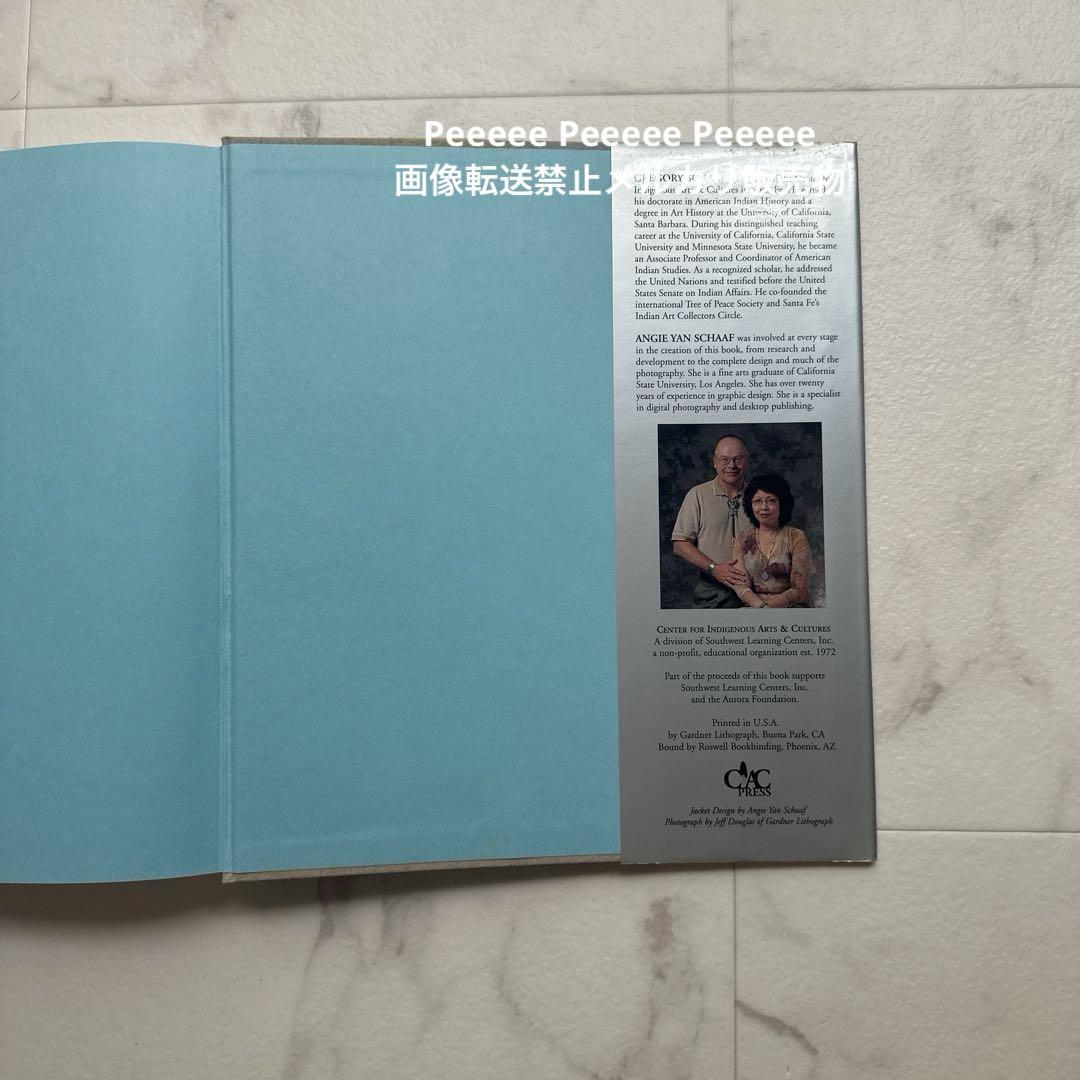 Peeeee Peeeee Peeeee
画像転送禁止メ
GREGORY
his doctorate in American Indian History and a
degree in Art History at the University of California,
Santa Barbara. During his distinguished teaching
career at the University of California, California State
University and Minnesota State University, he became
an Associate Professor and Coordinator of American
Indian Studies. As a recognized scholar, he addressed
the United Nations and testified before the United
States Senate on Indian Affairs. He co-founded the
international Tree of Peace Society and Santa Fe's
Indian Art Collectors Circle.
ANGIE YAN SCHAAF was involved at every stage
in the creation of this book, from research and
development to the complete design and much of the
photography. She is a fine arts graduate of California
State University, Los Angeles. She has over twenty
years of experience in graphic design. She is a specialist
in digital photography and desktop publishing.
CENTER FOR INDIGENOUS ARTS & CULTURES
A division of Southwest Learning Centers, Inc.
a non-profit, educational organization est. 1972
Part of the proceeds of this book supports
Southwest Learning Centers, Inc.
and the Aurora Foundation.
Printed in U.S.A.
by Gardner Lithograph, Buena Park, CA
Bound by Roswell Bookbinding, Phoenix, AZ
CIAC
PRESS
Jacket Design by Angie Yan Schaaf
Photograph by Jeff Douglas of Gardner Lithograph